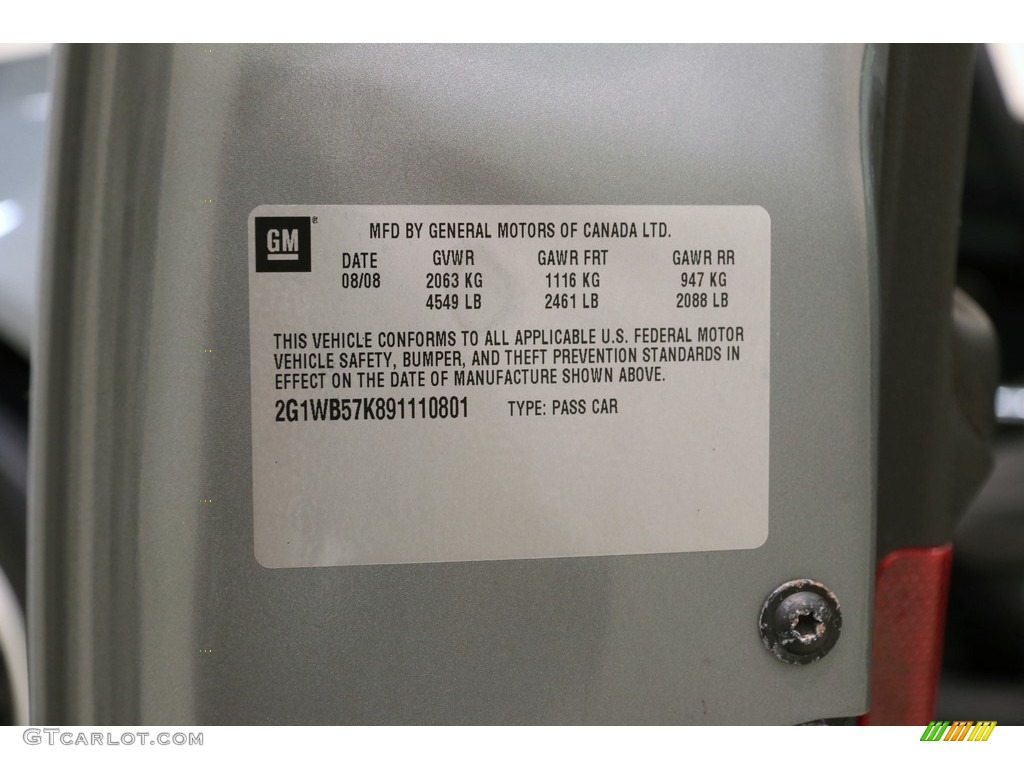 GM
MFD BY GENERAL MOTORS OF CANADA LTD.
DATE GVWR GAWR FRT GAWR RR
08/08 2063 KG 1116 KG 947 KG
4549 LB 2461 LB 2088 LB
THIS VEHICLE CONFORMS TO ALL APPLICABLE U.S. FEDERAL MOTOR
VEHICLE SAFETY, BUMPER, AND THEFT PREVENTION STANDARDS IN
EFFECT ON THE DATE OF MANUFACTURE SHOWN ABOVE.
2G1WB57K891110801 TYPE: PASS CAR
GTCarLot.com